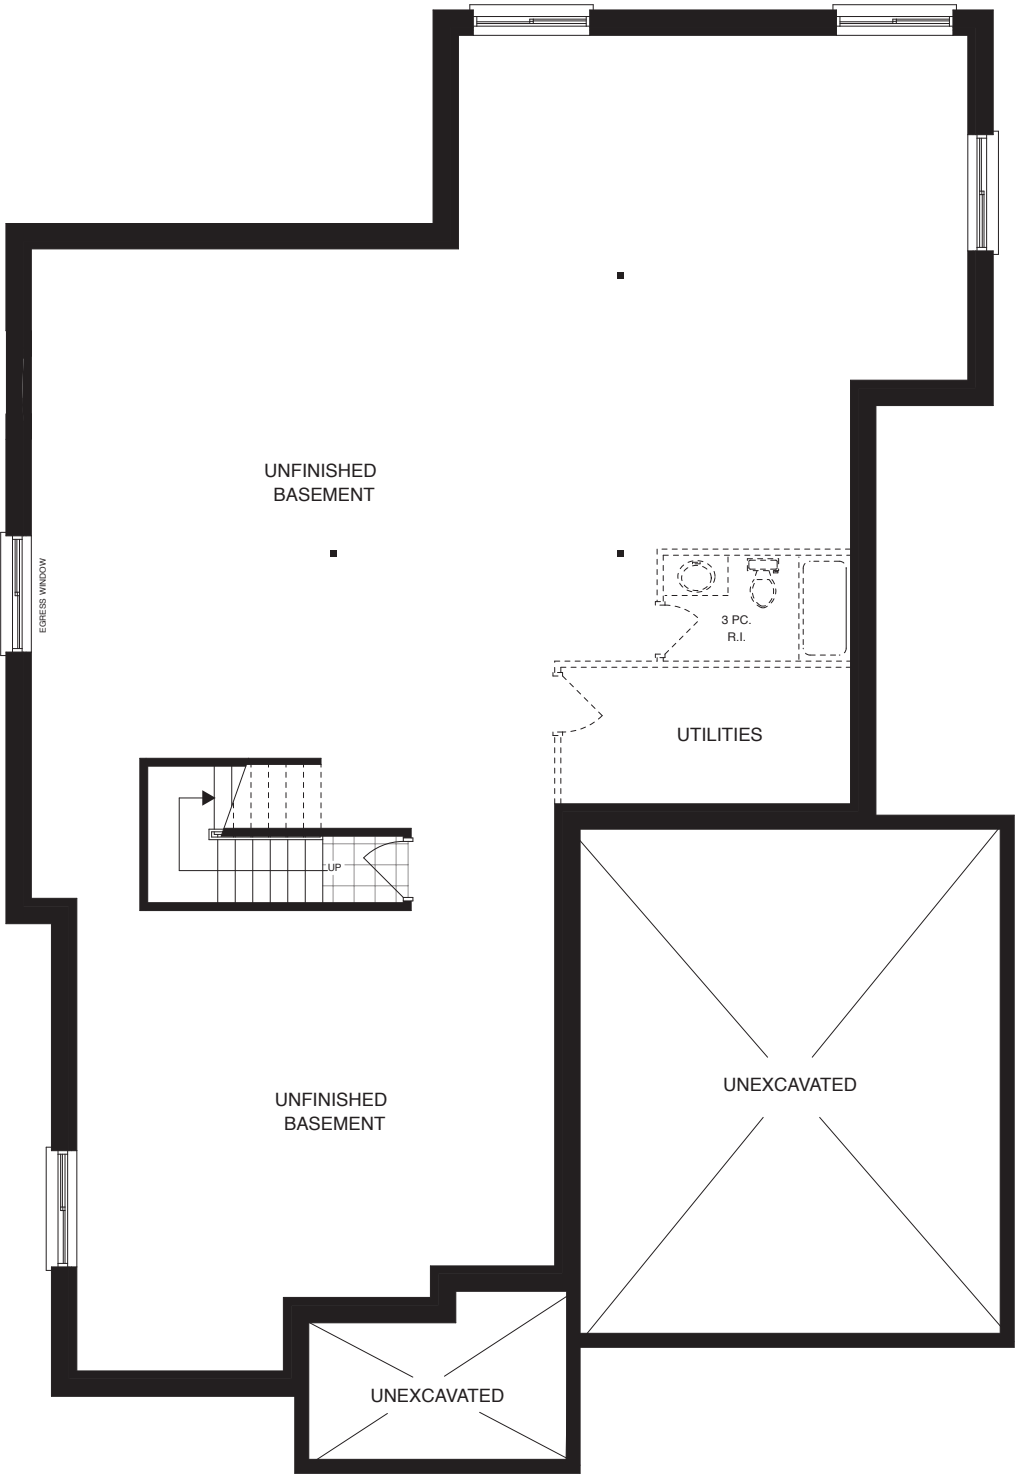 UNFINISHED
BASEMENT
EGRESS WINDOW
3 PC.
R.I.
UTILITIES
UP
UNFINISHED
BASEMENT
UNEXCAVATED
UNEXCAVATED